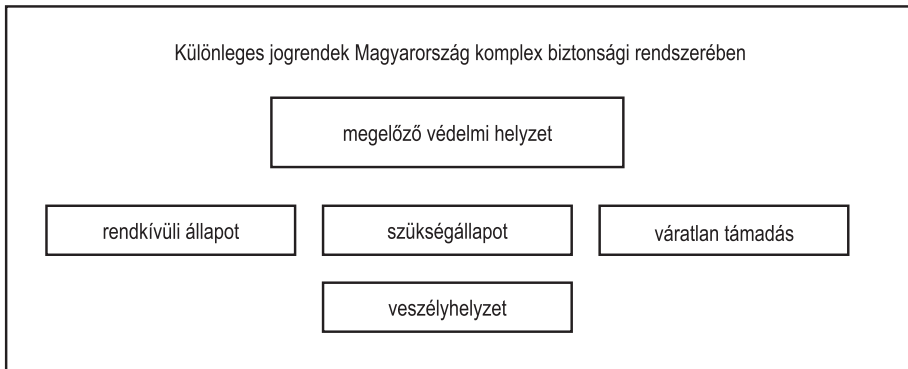 Különleges jogrendek Magyarország komplex biztonsági rendszerében
megelőző védelmi helyzet
rendkívüli állapot
szükségállapot
váratlan támadás
veszélyhelyzet